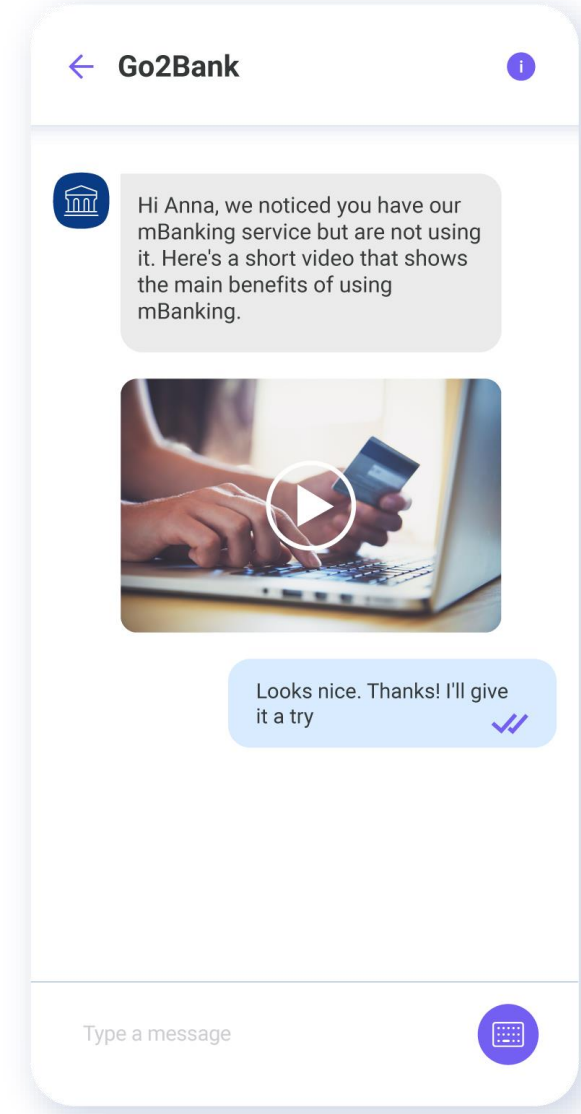 Go2Bank
i
Hi Anna, we noticed you have our
mBanking service but are not using
it. Here's a short video that shows
the main benefits of using
mBanking.
Looks nice. Thanks! I'll give
it a try
Type a message